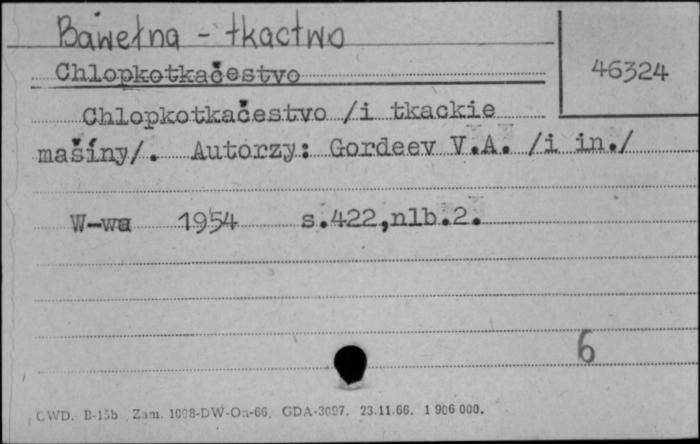 Bawełna - tkactwo
46324
Chlopkotkačestvo
Chlopkotkačestvo /i tkackie
mašiny/. Autorzy: Gordeev V.A. /i in./
W-wa 1954 s.422,nlb.2.
6
CWD. B-15b Zam. 1098-DW-On-66. GDA-3097. 23.11.66. 1 906 000.